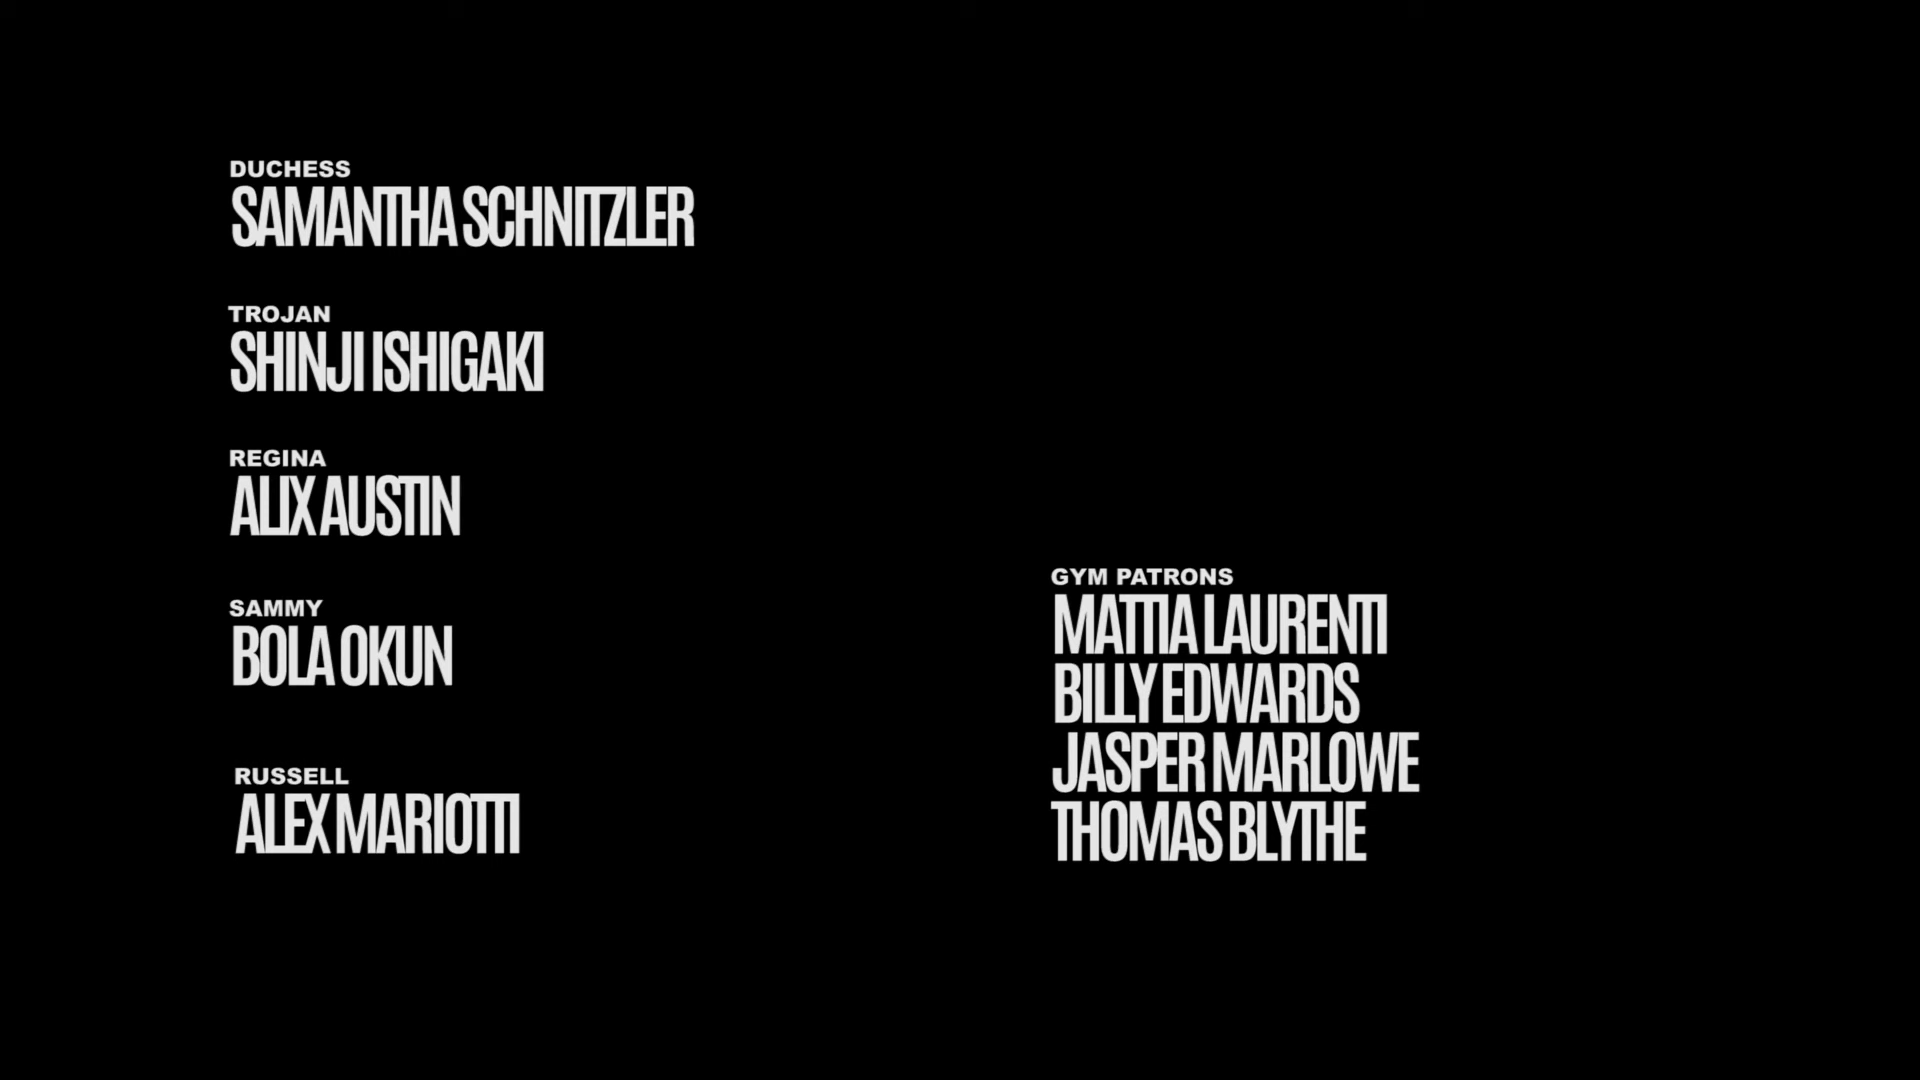 DUCHESS
SAMANTHA SCHNITZLER
TROJAN
SHINJI ISHIGAKI
REGINA
ALIX AUSTIN
SAMMY
BOLA OKUN
RUSSELL
ALEX MARIOTTI
GYM PATRONS
MATTIA LAURENTI
BILLY EDWARDS
JASPER MARLOWE
THOMAS BLYTHE